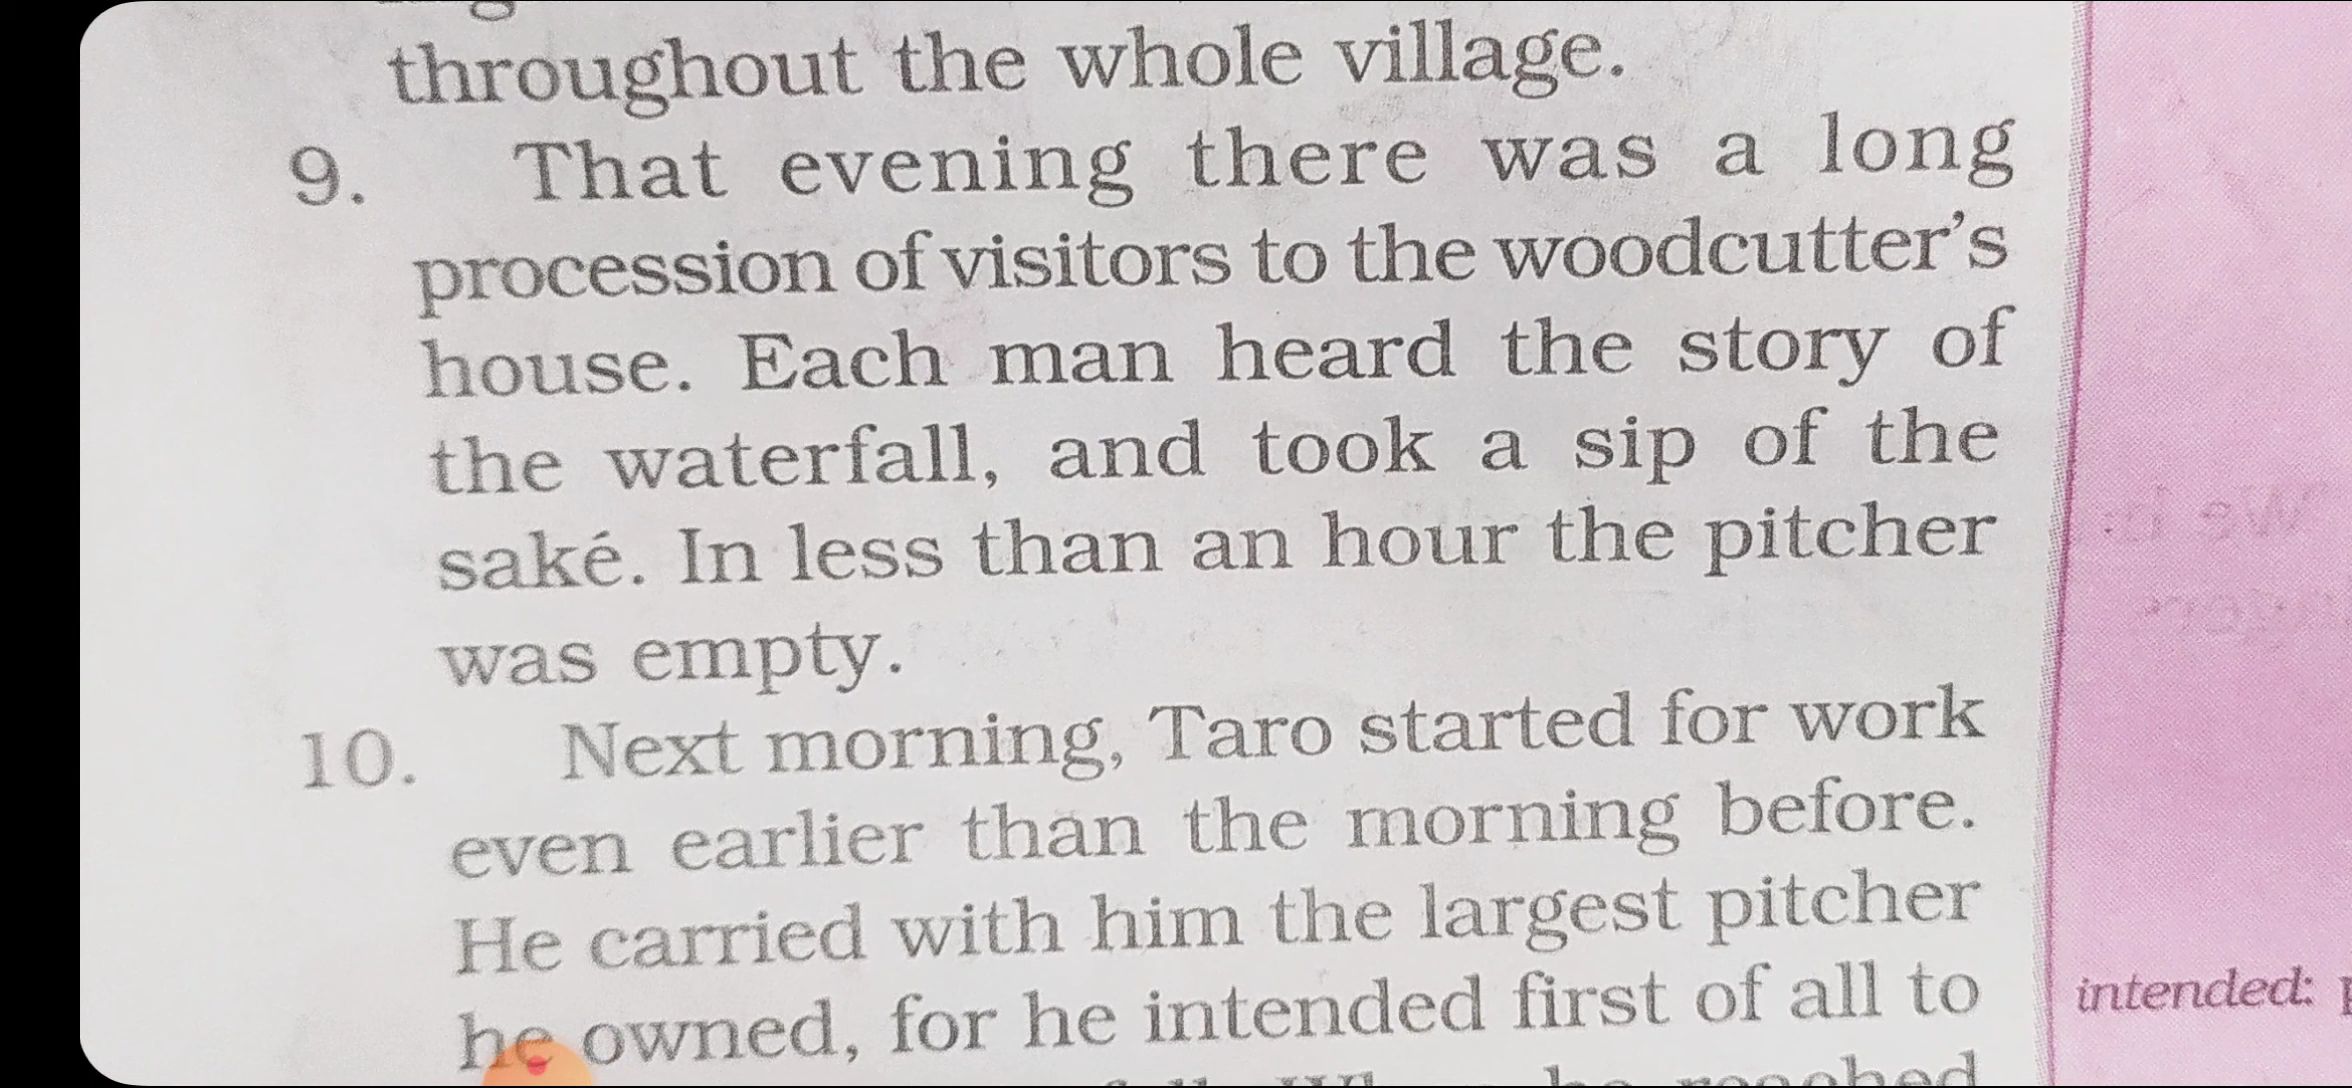 throughout the whole village.
9. That evening there was a long
procession of visitors to the woodcutter's
house. Each man heard the story of
the waterfall, and took a sip of the
saké. In less than an hour the pitcher
was empty.
10. Next morning, Taro started for work
even earlier than the morning before.
He carried with him the largest pitcher
he owned, for he intended first of all to
intended: